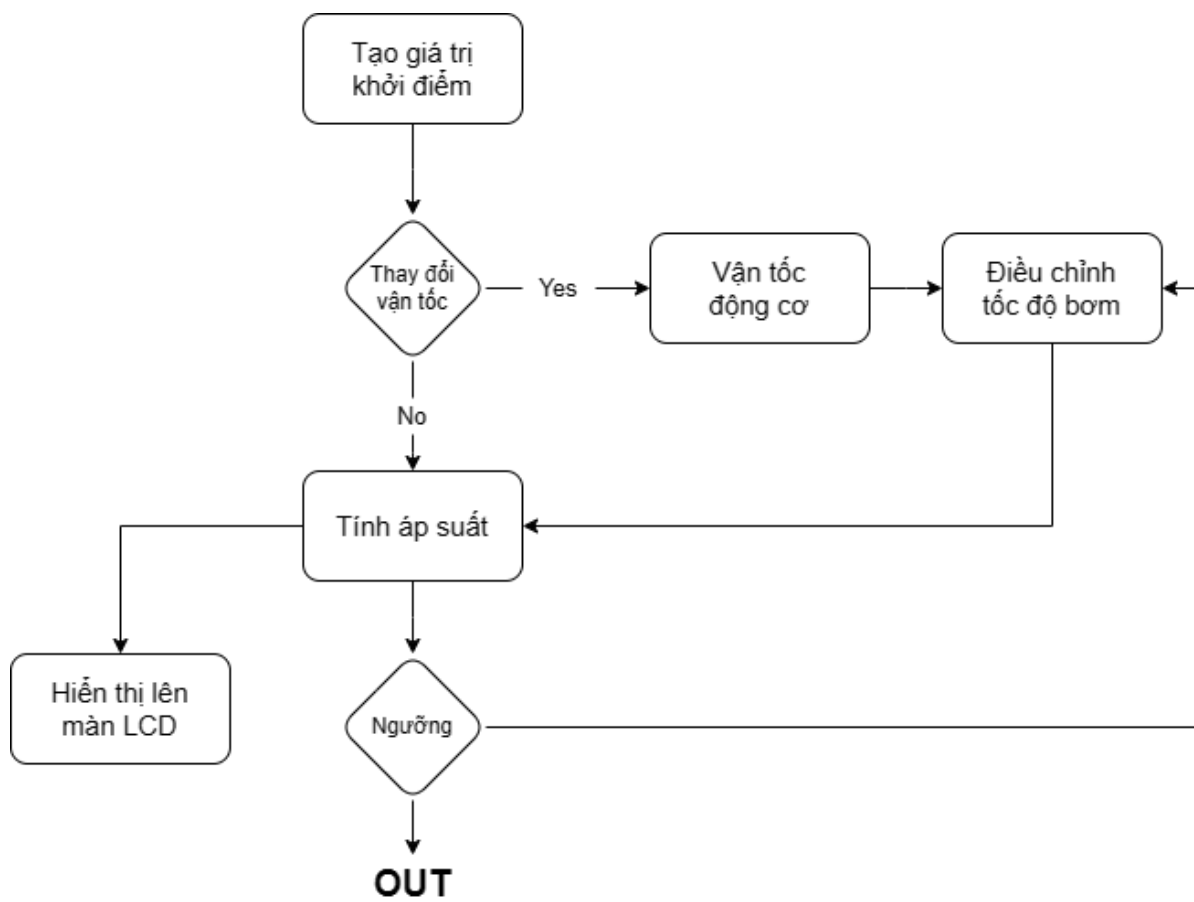 Tạo giá trị
khởi điểm
Thay đổi
vận tốc
Yes
Vận tốc
động cơ
Điều chỉnh
tốc độ bơm
No
Tính áp suất
Hiển thị lên
màn LCD
Ngưỡng
OUT